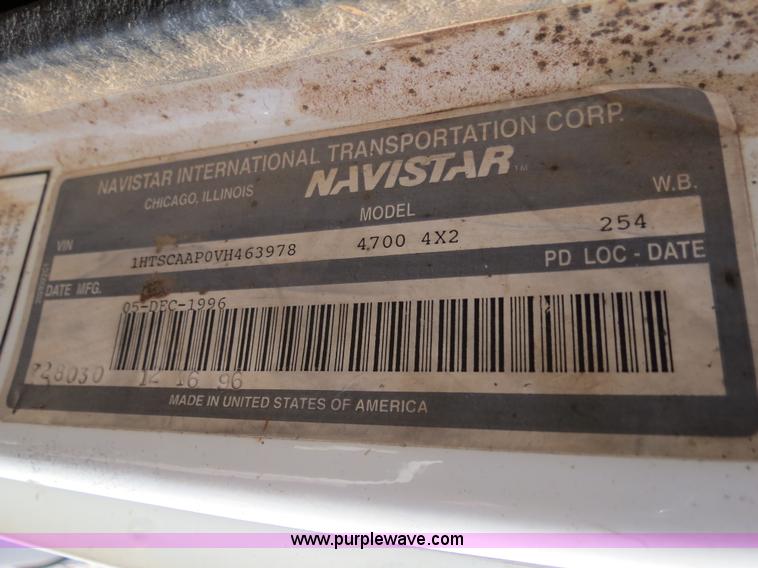 NAVISTAR INTERNATIONAL TRANSPORTATION CORP.
CHICAGO, ILLINOIS NAVISTAR™
VIN MODEL W.B.
1HTSCAAP0VH463978 4700 4X2 254
DATE MFG. PD LOC - DATE
05-DEC-1996
728030 12 16 96
MADE IN UNITED STATES OF AMERICA
www.purplewave.com